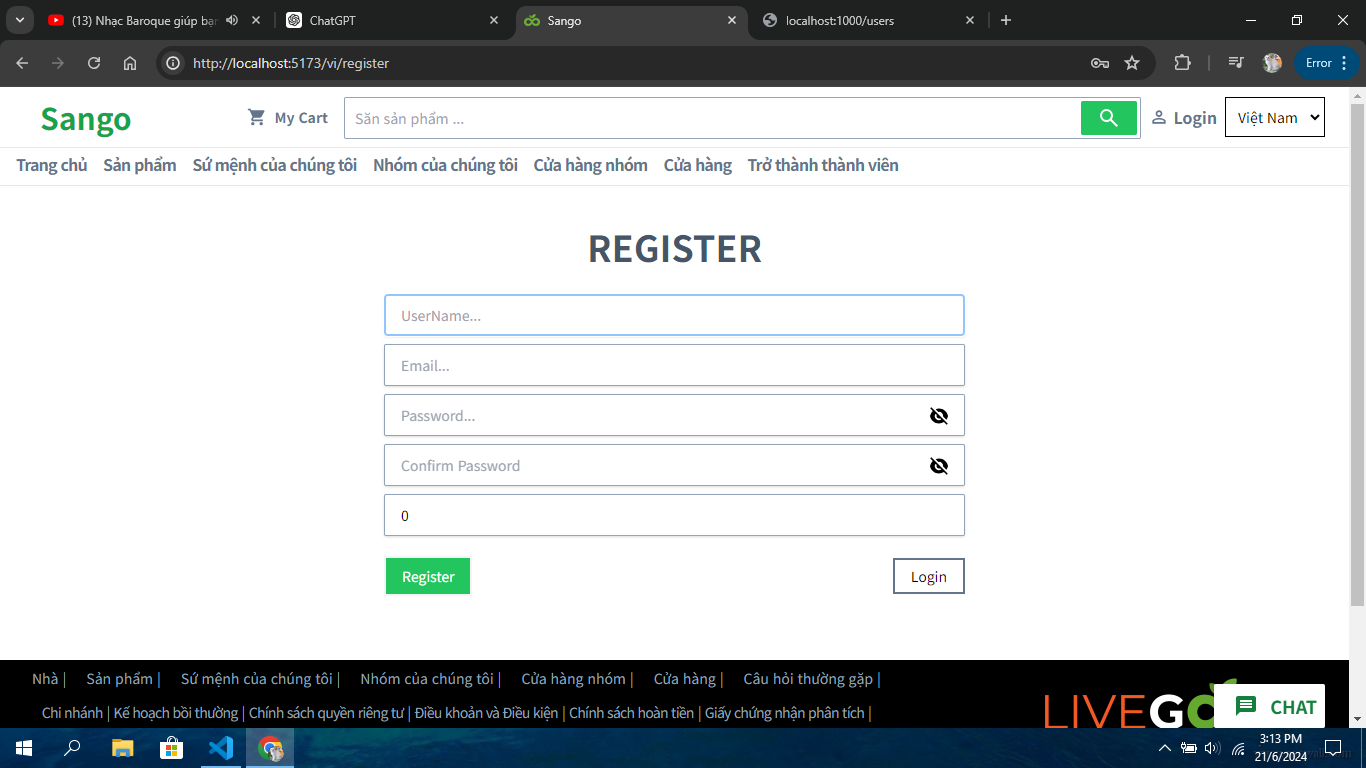 (13) Nhạc Baroque giúp bạn
ChatGPT
Sango
localhost:1000/users
http://localhost:5173/vi/register
Error
Sango
My Cart
Săn sản phẩm ...
Login
Việt Nam
Trang chủ Sản phẩm Sứ mệnh của chúng tôi Nhóm của chúng tôi Cửa hàng nhóm Cửa hàng Trở thành thành viên
REGISTER
UserName...
Email...
Password...
Confirm Password
0
Register
Login
Nhà | Sản phẩm | Sứ mệnh của chúng tôi | Nhóm của chúng tôi | Cửa hàng nhóm | Cửa hàng | Câu hỏi thường gặp |
Chi nhánh | Kế hoạch bồi thường | Chính sách quyền riêng tư | Điều khoản và Điều kiện | Chính sách hoàn tiền | Giấy chứng nhận phân tích |
LIVEGO
CHAT
3:13 PM
21/6/2024